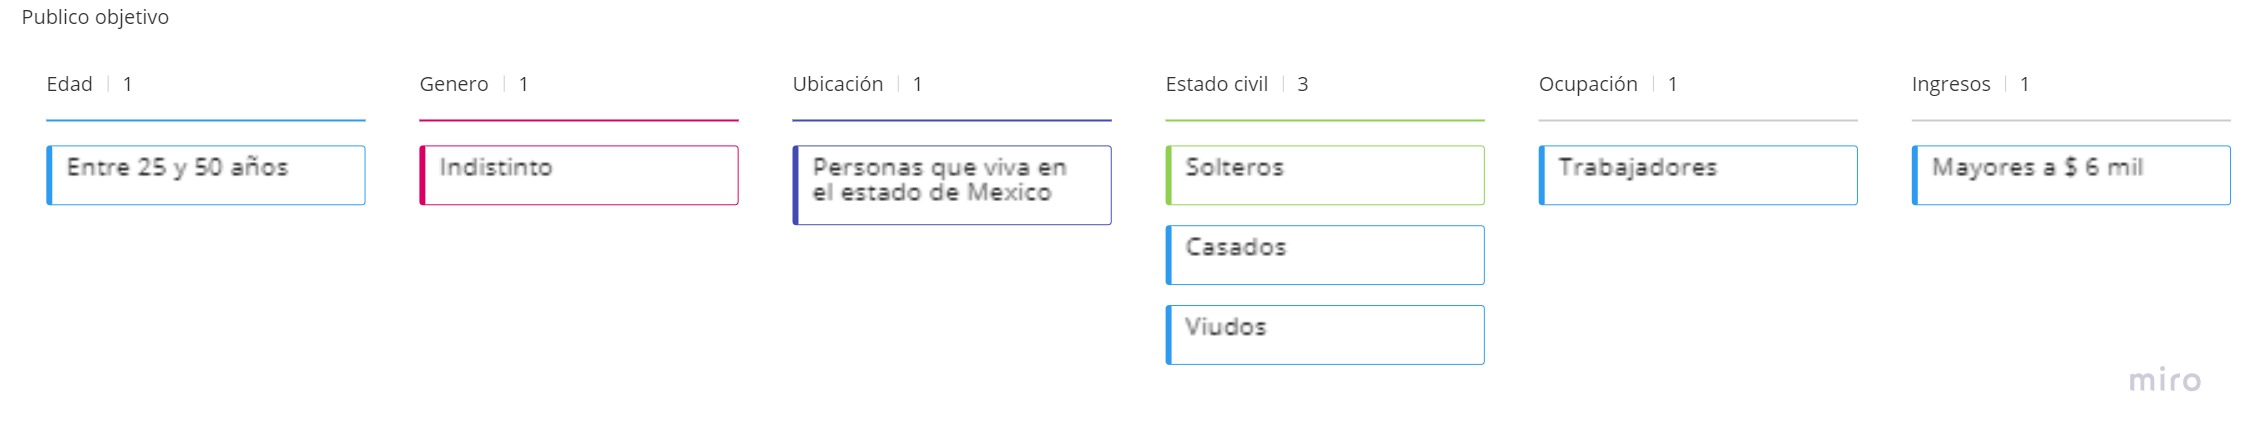 Publico objetivo
Edad | 1
Genero | 1
Ubicación | 1
Estado civil | 3
Ocupación | 1
Ingresos | 1
Entre 25 y 50 años
Indistinto
Personas que viva en
el estado de Mexico
Solteros
Casados
Viudos
Trabajadores
Mayores a $ 6 mil
miro